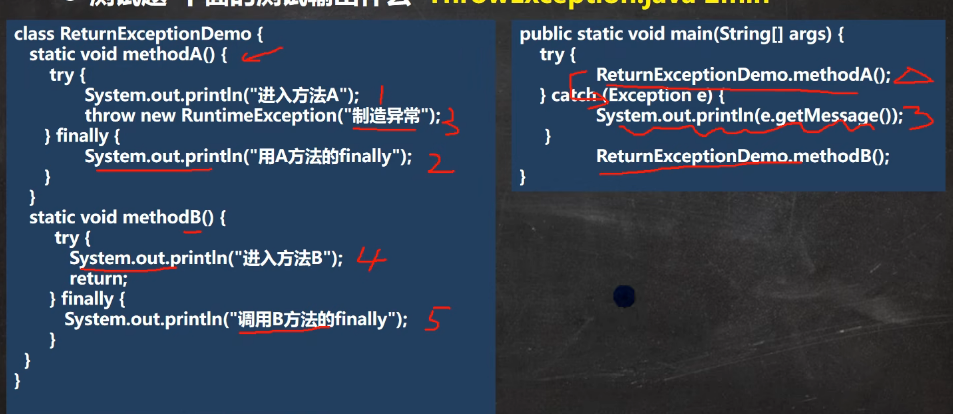 ThrowException.java 2min
class ReturnExceptionDemo {
static void methodA() {
try {
System.out.println("进入方法A"); 1
throw new RuntimeException("制造异常"); 3
} finally {
System.out.println("用A方法的finally"); 2
}
}
static void methodB() {
try {
System.out.println("进入方法B"); 4
return;
} finally {
System.out.println("调用B方法的finally"); 5
}
}
}
public static void main(String[] args) {
try {
ReturnExceptionDemo.methodA();
} catch (Exception e) {
System.out.println(e.getMessage()); 3
}
ReturnExceptionDemo.methodB();
}